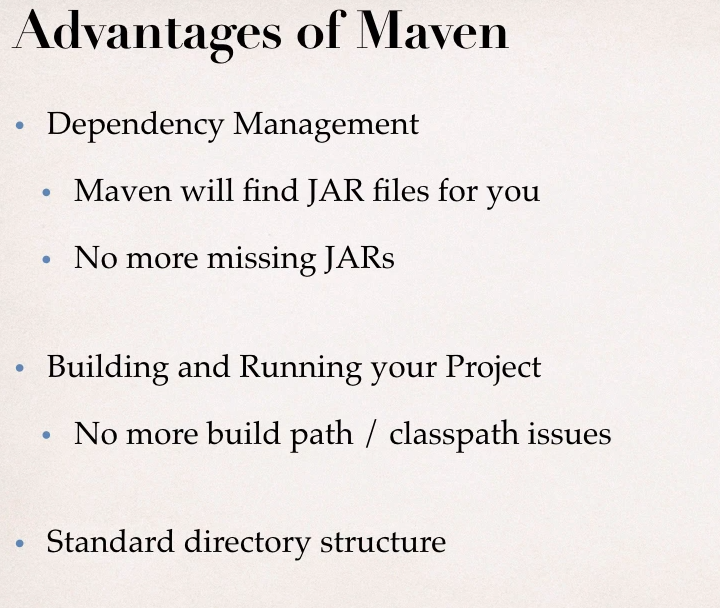 Advantages of Maven
• Dependency Management
• Maven will find JAR files for you
• No more missing JARs
• Building and Running your Project
• No more build path / classpath issues
• Standard directory structure